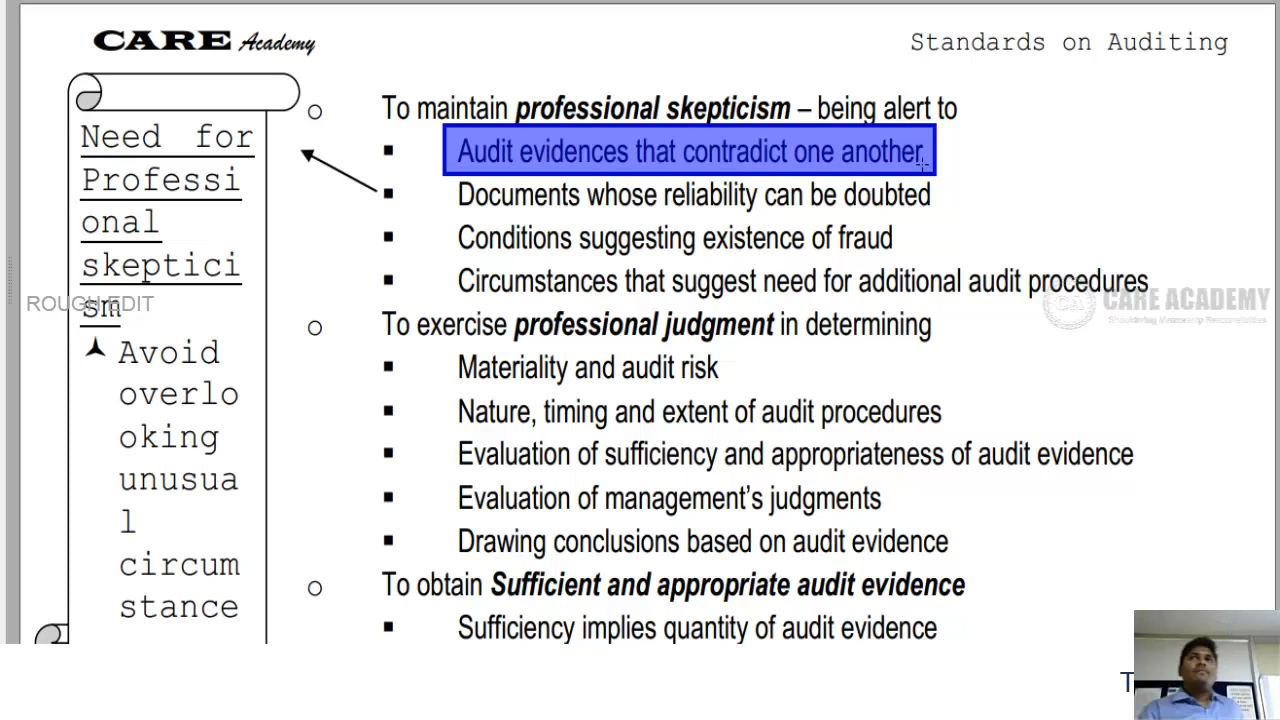 CARE Academy
Standards on Auditing
Need for
Professi
onal
skeptici
sm
Avoid
overlo
oking
unusua
l
circum
stance
ROUGH EDIT
o To maintain professional skepticism – being alert to
▪ Audit evidences that contradict one another
▪ Documents whose reliability can be doubted
▪ Conditions suggesting existence of fraud
▪ Circumstances that suggest need for additional audit procedures
o To exercise professional judgment in determining
▪ Materiality and audit risk
▪ Nature, timing and extent of audit procedures
▪ Evaluation of sufficiency and appropriateness of audit evidence
▪ Evaluation of management's judgments
▪ Drawing conclusions based on audit evidence
o To obtain Sufficient and appropriate audit evidence
▪ Sufficiency implies quantity of audit evidence
CA
CARE ACADEMY
T